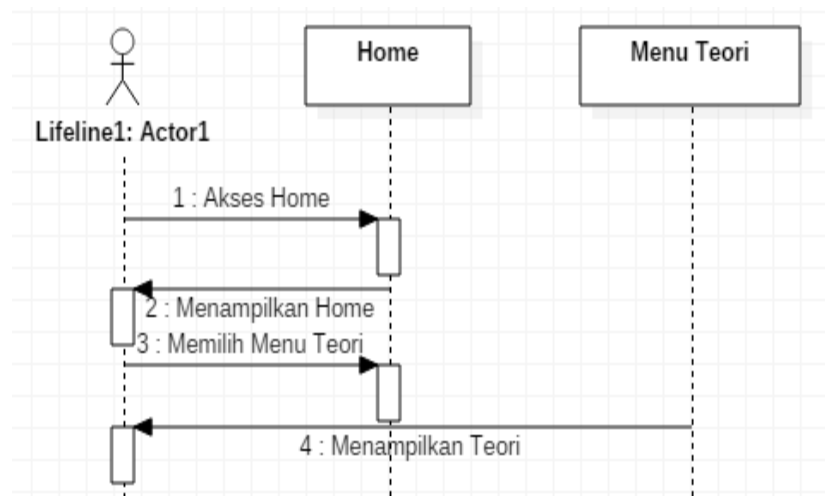 Home
Menu Teori
Lifeline1: Actor1
1 : Akses Home
2 : Menampilkan Home
3 : Memilih Menu Teori
4 : Menampilkan Teori